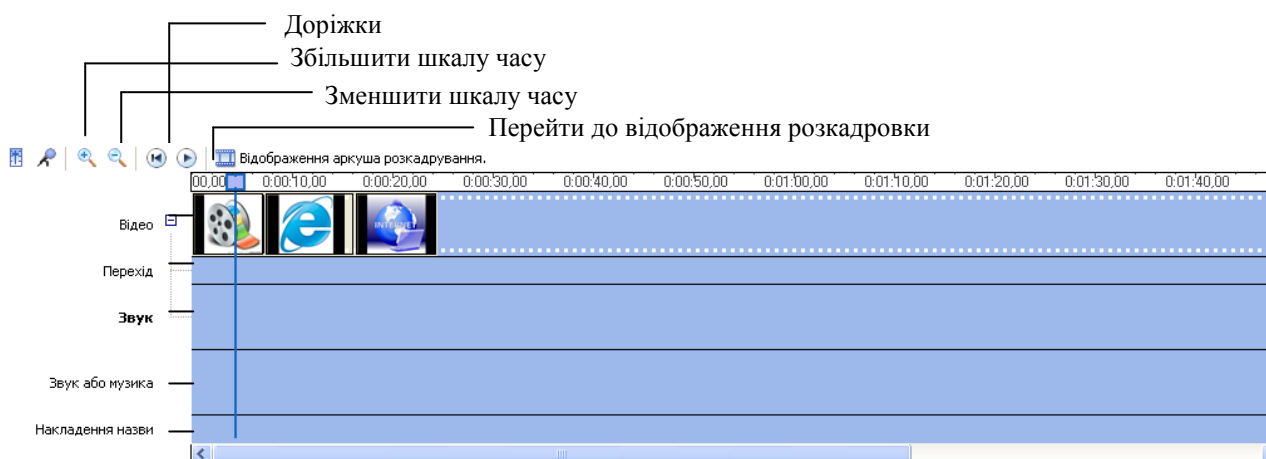 Доріжки
Збільшити шкалу часу
Зменшити шкалу часу
Перейти до відображення розкадровки
Відображення аркуша розкадрування.
00,00 0:00:10,00 0:00:20,00 0:00:30,00 0:00:40,00 0:00:50,00 0:01:00,00 0:01:10,00 0:01:20,00 0:01:30,00 0:01:40,00
Відео
INTERNET
Перехід
Звук
Звук або музика
Накладення назви